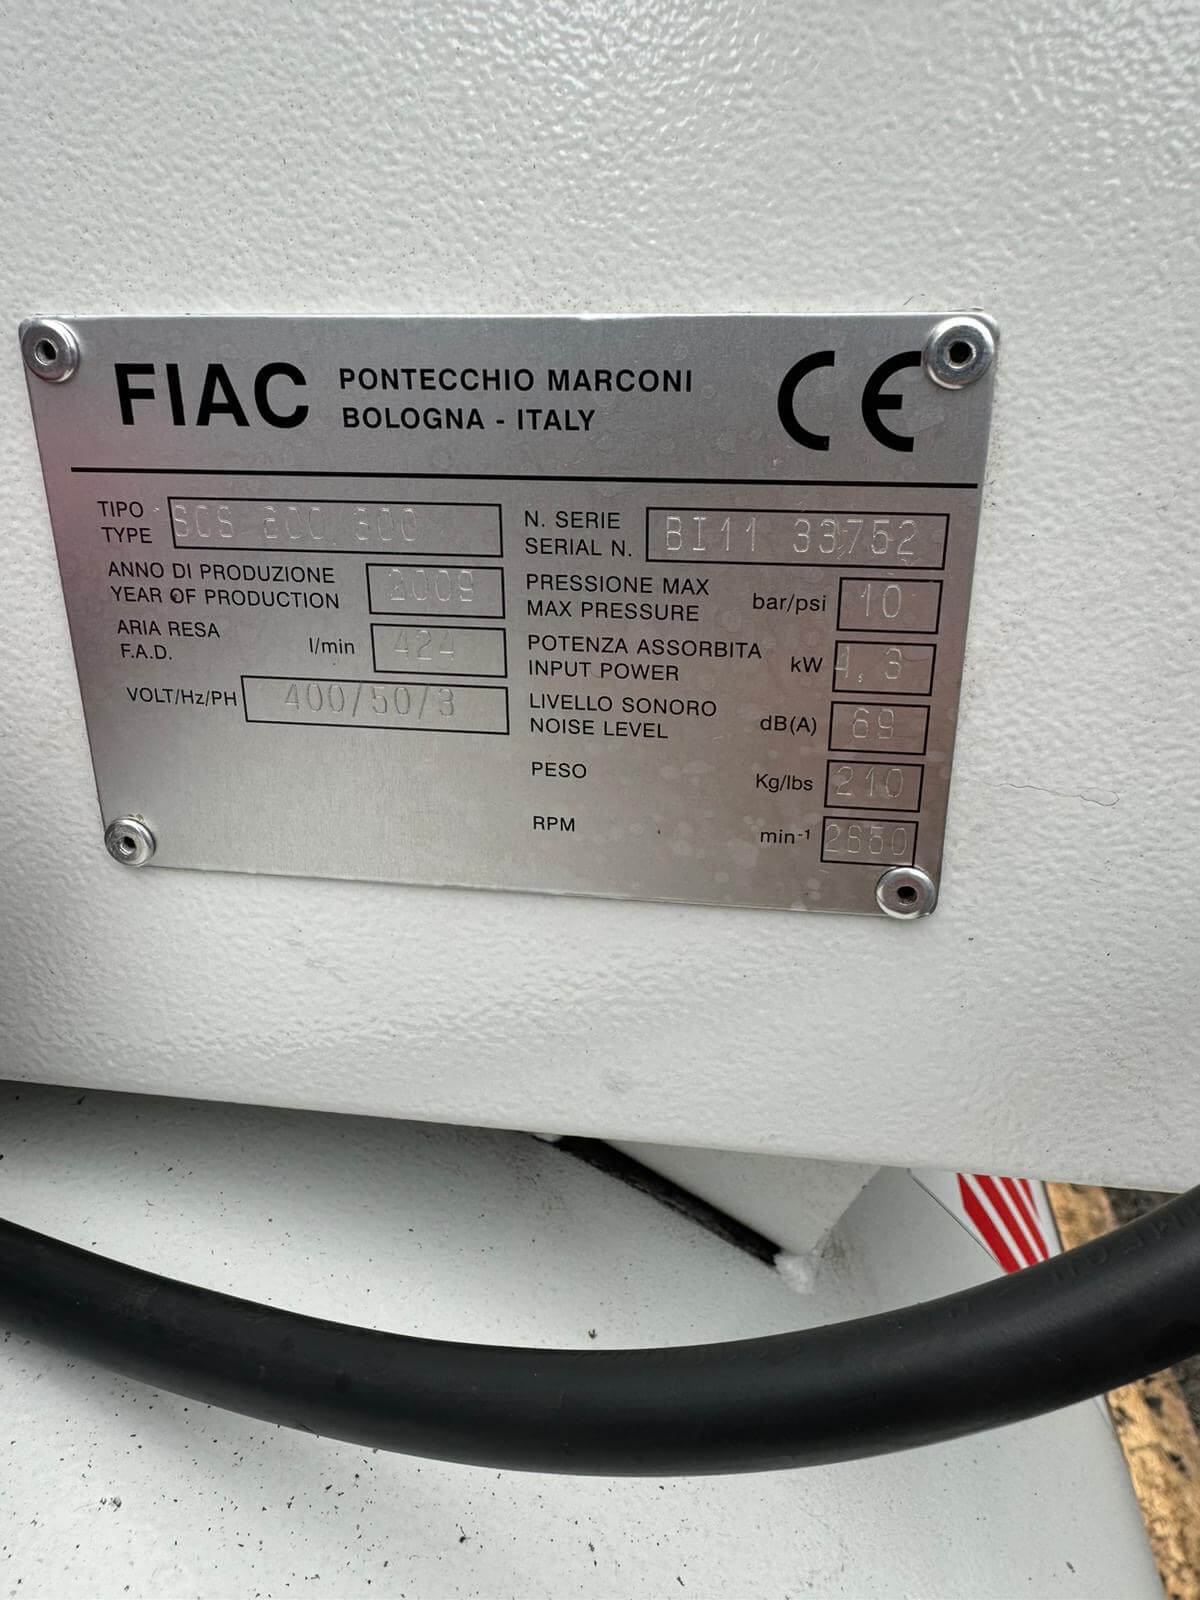 FIAC PONTECCHIO MARCONI
BOLOGNA - ITALY
CE
TIPO
TYPE
SCS 300
ANNO DI PRODUZIONE
YEAR OF PRODUCTION
2009
ARIA RESA
F.A.D.
l/min 424
VOLT/Hz/PH 400/50/3
N. SERIE
SERIAL N.
BI11 33752
PRESSIONE MAX
MAX PRESSURE
bar/psi 10
POTENZA ASSORBITA
INPUT POWER
kW 4,3
LIVELLO SONORO
NOISE LEVEL
dB(A) 69
PESO Kg/lbs 210
RPM min-1 2650